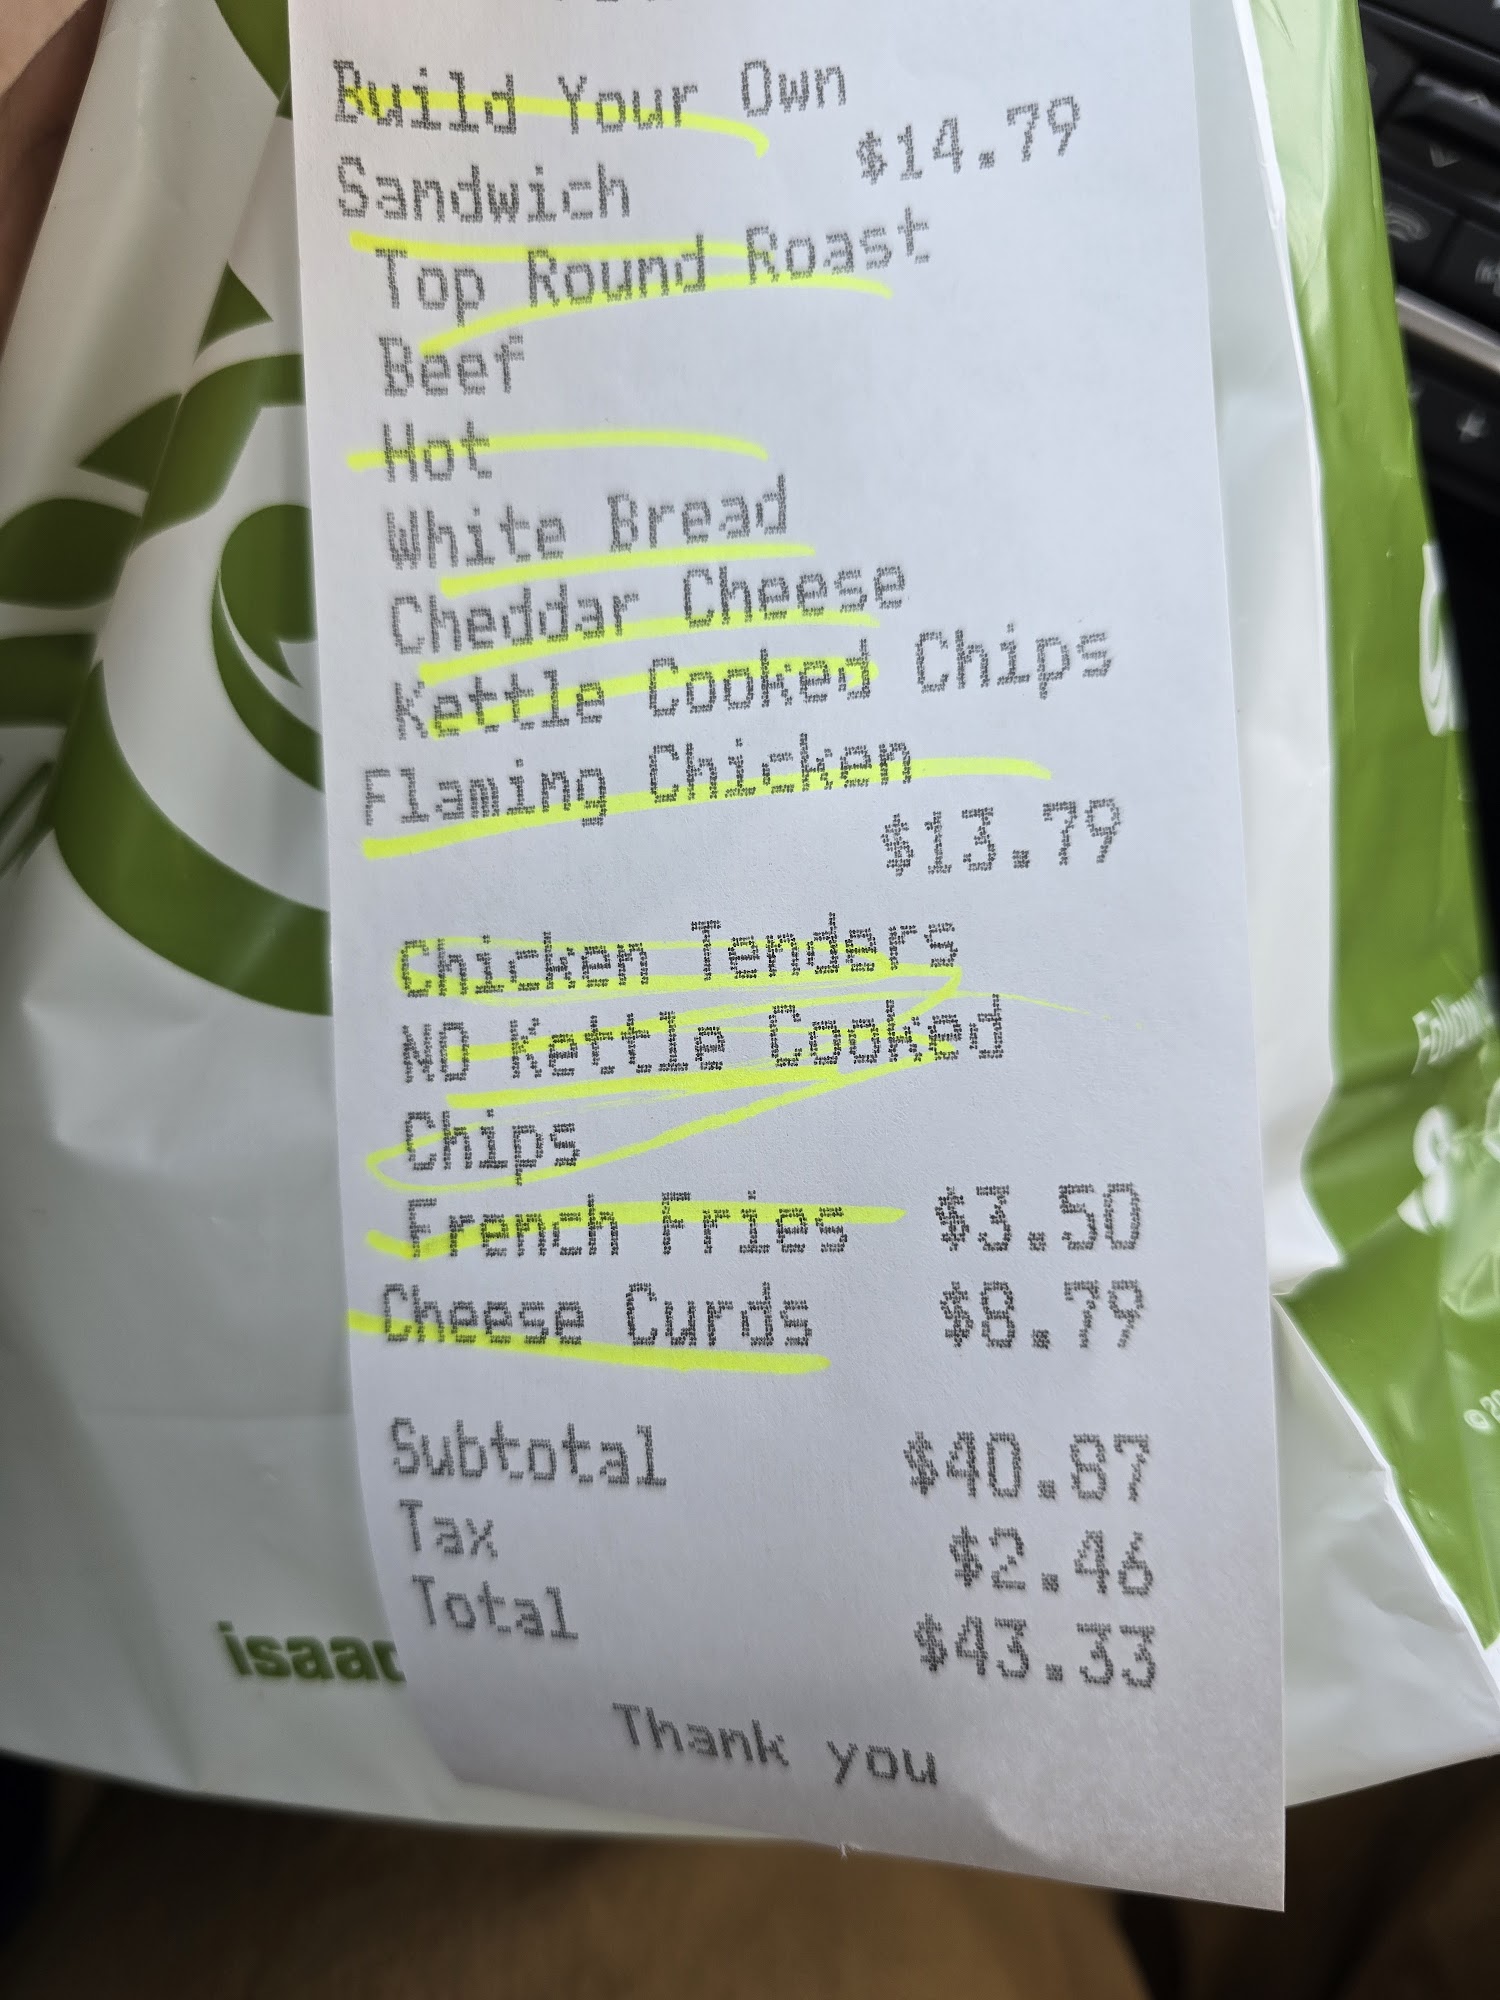 Build Your Own
Sandwich $14.79
Top Round Roast
Beef
Hot
White Bread
Cheddar Cheese
Kettle Cooked Chips
Flaming Chicken
$13.79
Chicken Tenders
NO Kettle Cooked
Chips
French Fries $3.50
Cheese Curds $8.79
Subtotal $40.87
Tax $2.46
Total $43.33
Thank you
isaac
Follow
&
© 20